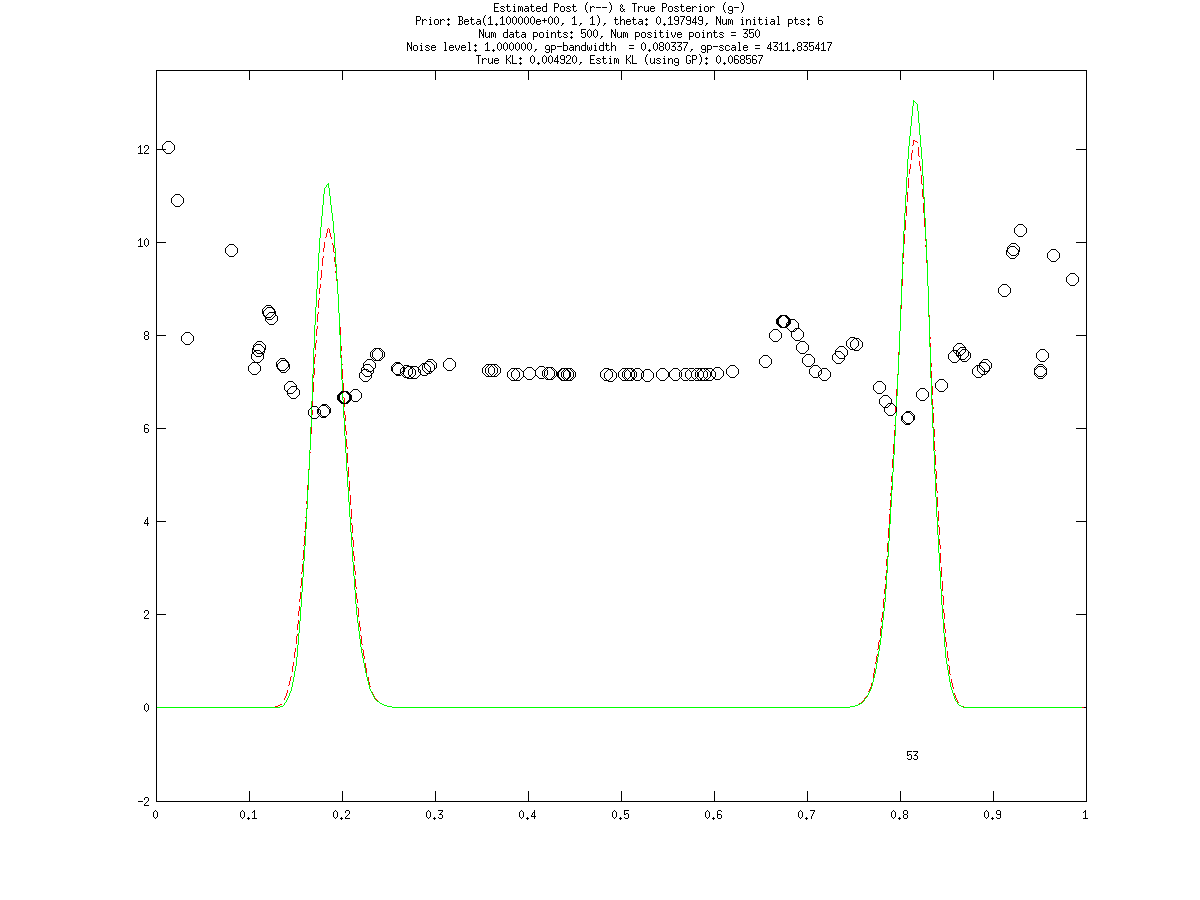 Estimated Post (r--) & True Posterior (g-)
Prior: Beta(1.100000e+00, 1, 1), theta: 0.197949, Num initial pts: 6
Num data points: 500, Num positive points = 350
Noise level: 1.000000, gp-bandwidth  = 0.080337, gp-scale = 4311.835417
True KL: 0.004920, Estim KL (using GP): 0.068567
12
10
8
6
4
2
0
53
-2
0 0.1 0.2 0.3 0.4 0.5 0.6 0.7 0.8 0.9 1